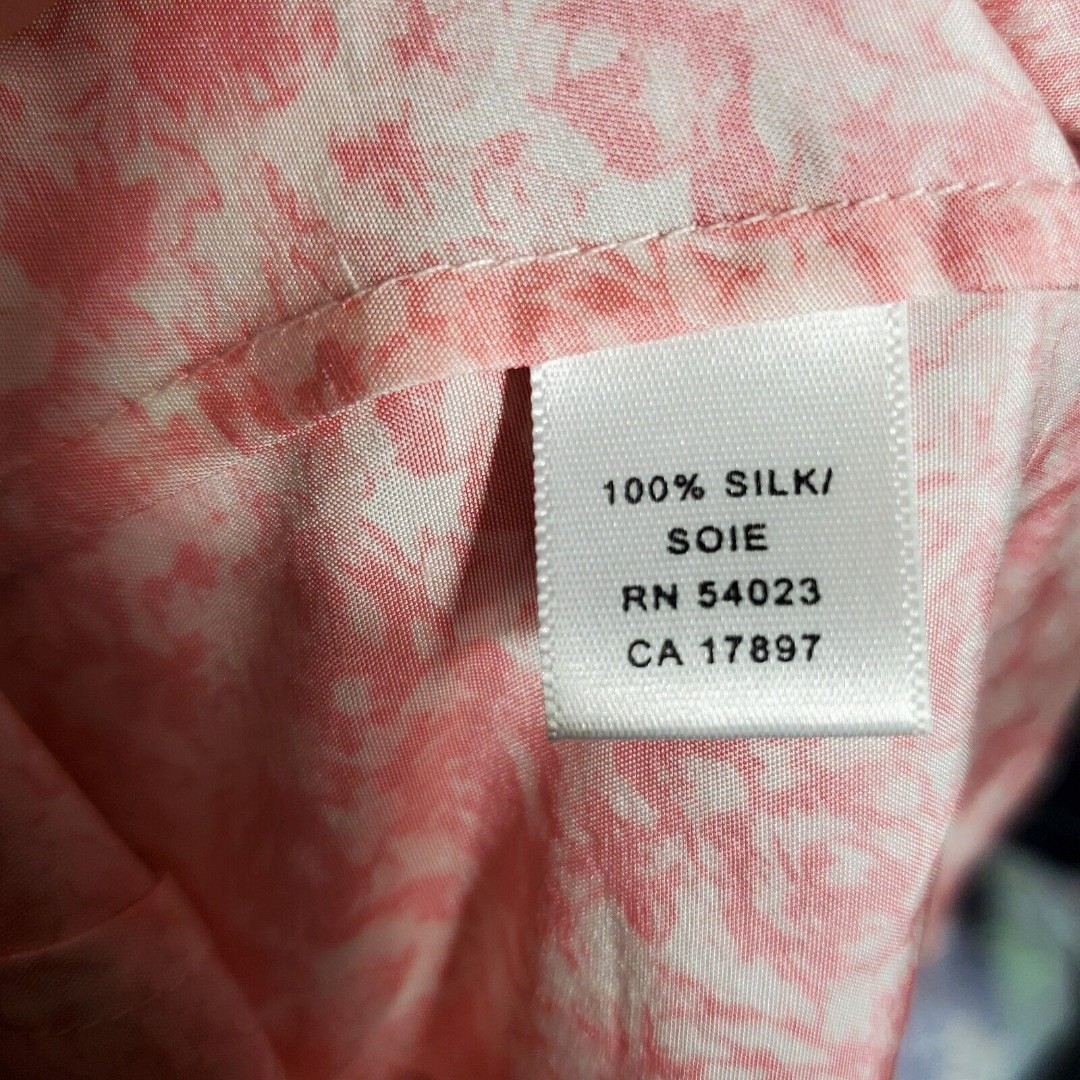 100% SILK/
SOIE
RN 54023
CA 17897